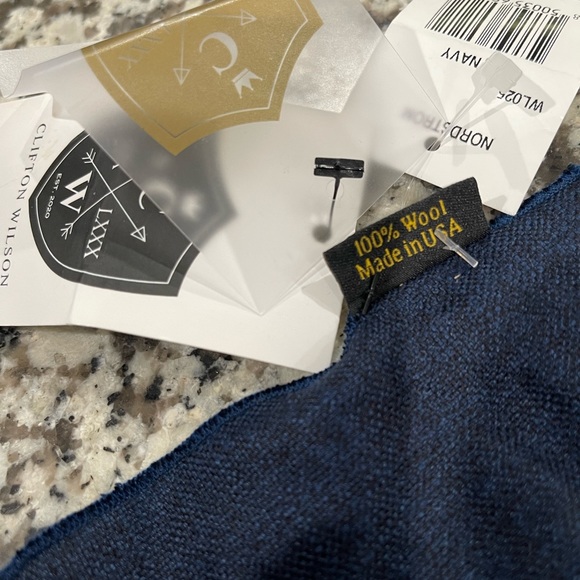 C
EST. 2020
W
LXXX
CLIFTON WILSON
NAVY
NORDSTROM
100% Wool
Made in USA